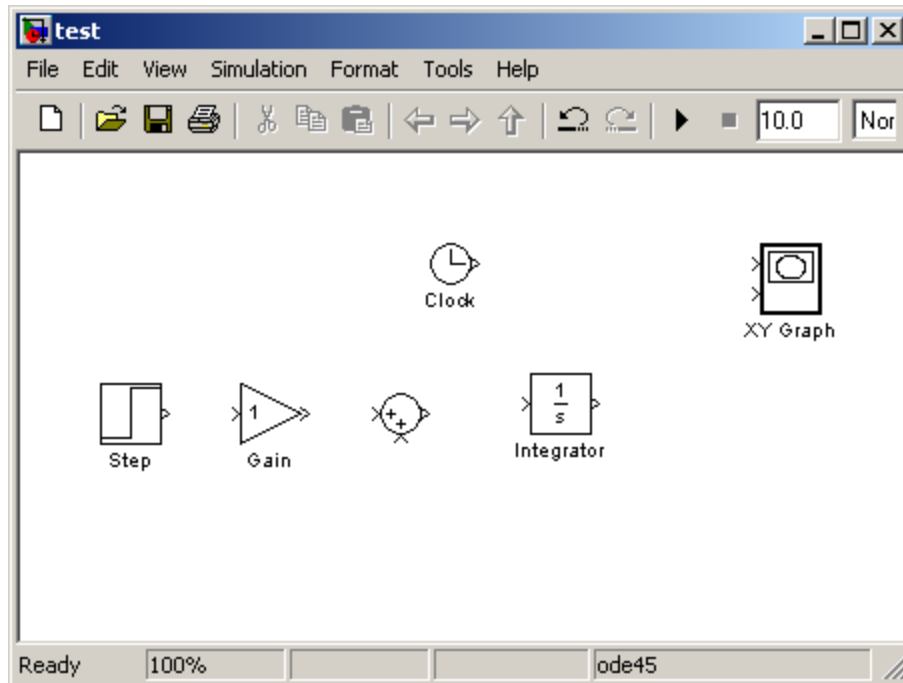 test
File Edit View Simulation Format Tools Help
10.0 Nor
Clock
XY Graph
1
+
+
1
s
Step
Gain
Integrator
Ready 100% ode45